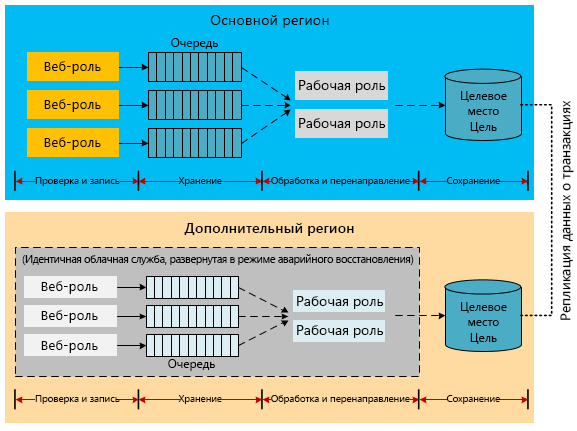 Основной регион
Очередь
Веб-роль
Веб-роль
Веб-роль
Рабочая роль
Рабочая роль
Целевое
место
Цель
Проверка и запись
Хранение
Обработка и перенаправление
Сохранение
Репликация данных о транзакциях
Дополнительный регион
(Идентичная облачная служба, развернутая в режиме аварийного восстановления)
Веб-роль
Веб-роль
Веб-роль
Рабочая роль
Рабочая роль
Очередь
Целевое
место
Цель
Проверка и запись
Хранение
Обработка и перенаправление
Сохранение